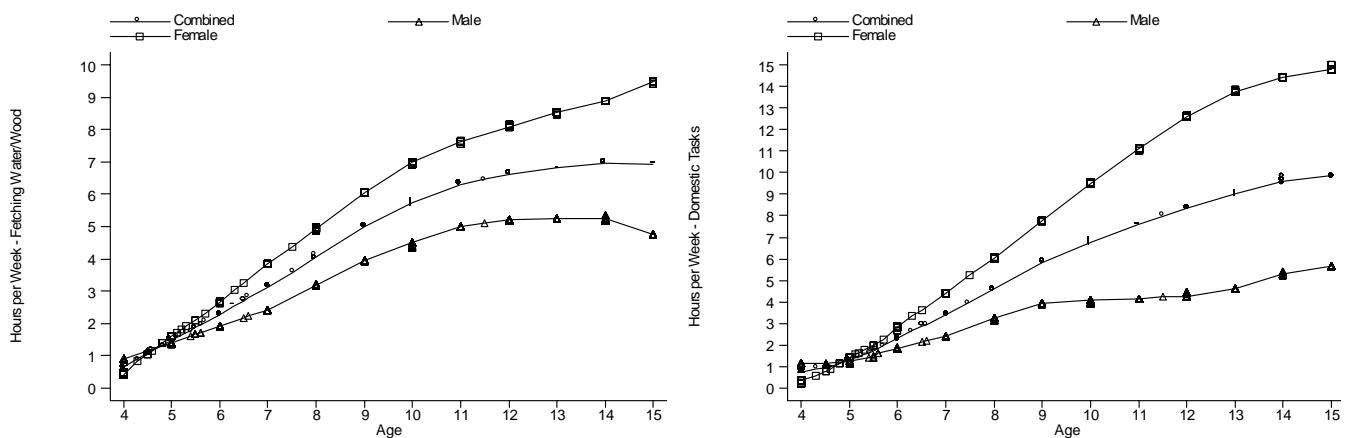 Combined
Male
Female
Hours per Week - Fetching Water/Wood
10
9
8
7
6
5
4
3
2
1
0
4 5 6 7 8 9 10 11 12 13 14 15
Age
Combined
Male
Female
Hours per Week - Domestic Tasks
15
14
13
12
11
10
9
8
7
6
5
4
3
2
1
0
4 5 6 7 8 9 10 11 12 13 14 15
Age